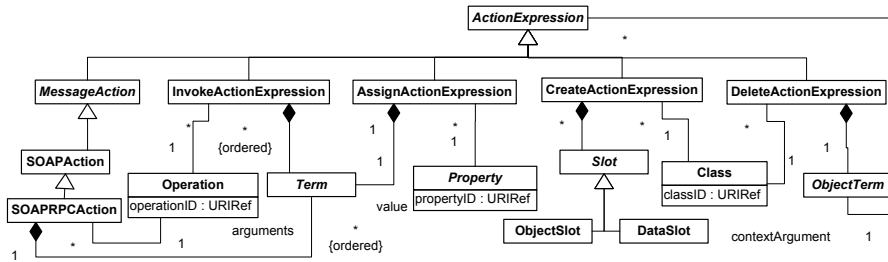 ActionExpression
*
MessageAction
InvokeActionExpression
AssignActionExpression
CreateActionExpression
DeleteActionExpression
* * 1 * * * *
1 {ordered} 1 1 1 1 1
SOAPAction
Operation
operationID : URIRef
Term
Property
propertyID : URIRef
Slot
Class
classID : URIRef
ObjectTerm
SOAPRPCAction
value
arguments
*
{ordered}
1 * 1
ObjectSlot
DataSlot
contextArgument 1